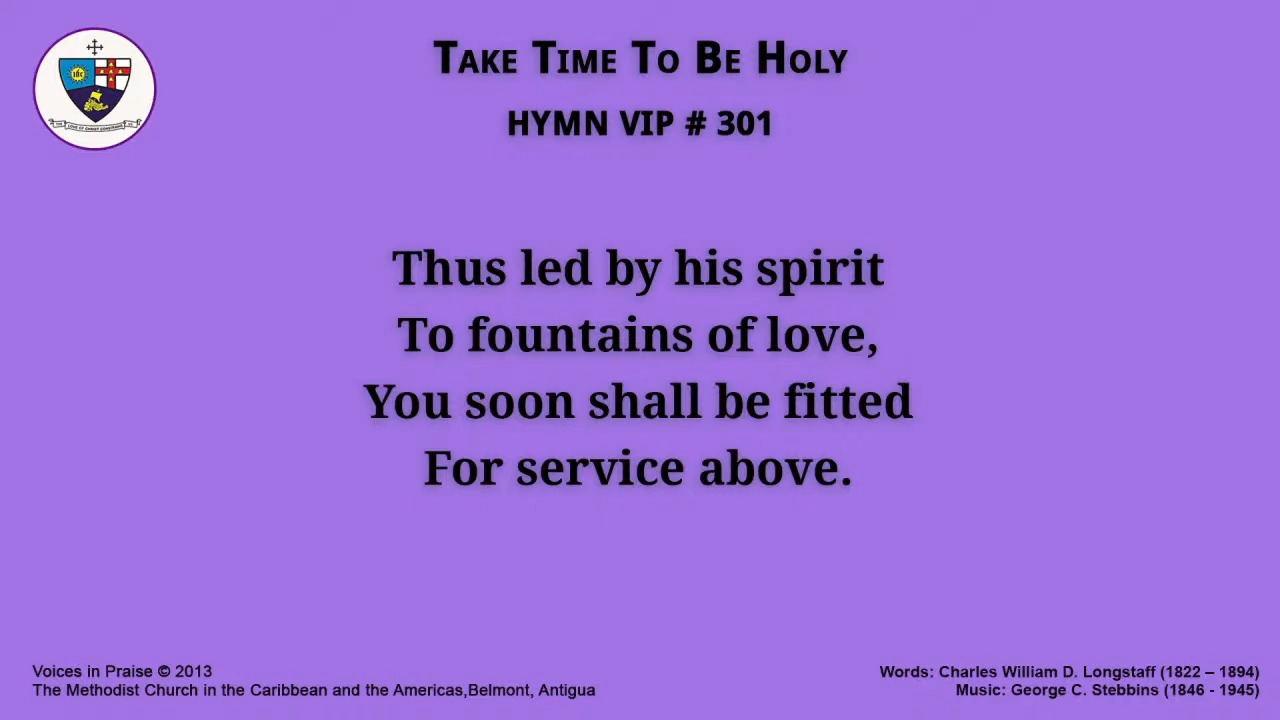 Take Time To Be Holy
HYMN VIP # 301
Thus led by his spirit
To fountains of love,
You soon shall be fitted
For service above.
Voices in Praise © 2013
The Methodist Church in the Caribbean and the Americas,Belmont, Antigua
Words: Charles William D. Longstaff (1822 – 1894)
Music: George C. Stebbins (1846 - 1945)